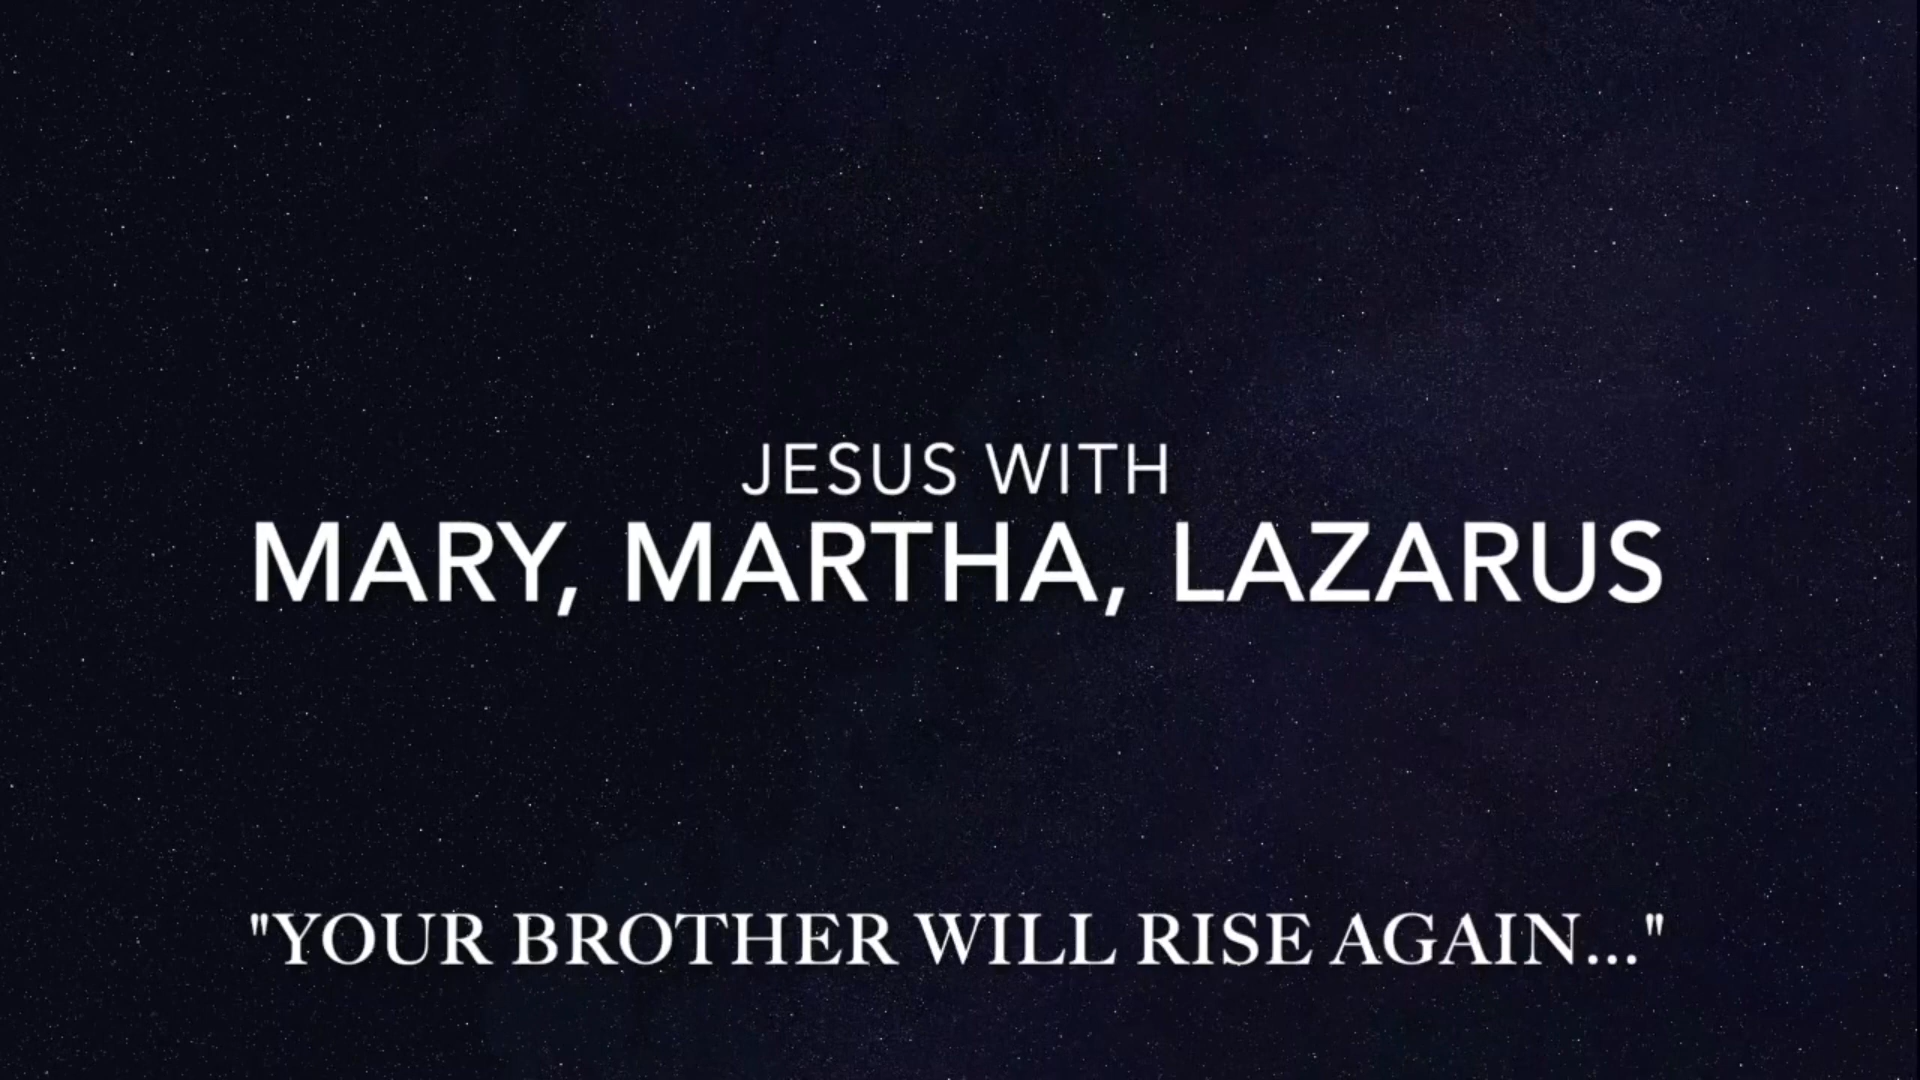 JESUS WITH
MARY, MARTHA, LAZARUS
"YOUR BROTHER WILL RISE AGAIN..."